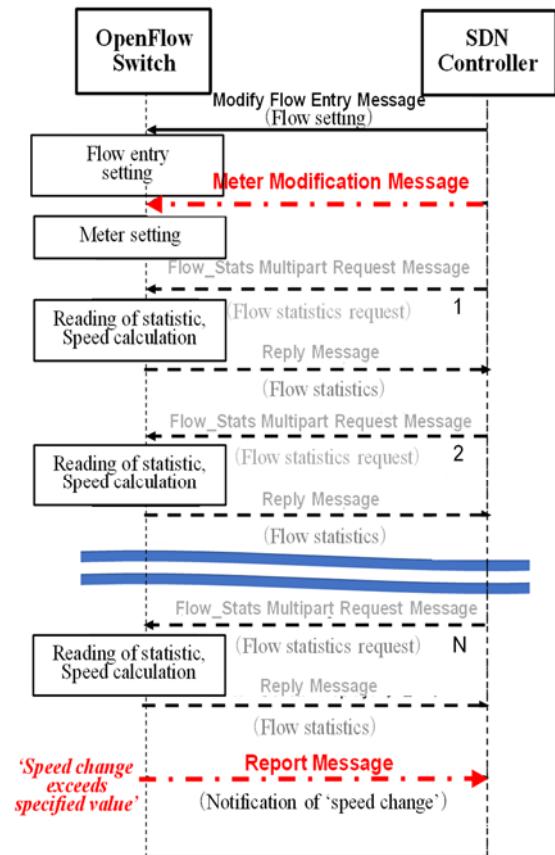 OpenFlow
Switch
SDN
Controller
Modify Flow Entry Message
(Flow setting)
Flow entry
setting
Meter Modification Message
Meter setting
Flow_Stats Multipart Request Message
(Flow statistics request) 1
Reading of statistic,
Speed calculation
Reply Message
(Flow statistics)
Flow_Stats Multipart Request Message
(Flow statistics request) 2
Reading of statistic,
Speed calculation
Reply Message
(Flow statistics)
Flow_Stats Multipart Request Message
(Flow statistics request) N
Reading of statistic,
Speed calculation
Reply Message
(Flow statistics)
'Speed change
exceeds
specified value'
Report Message
(Notification of 'speed change')